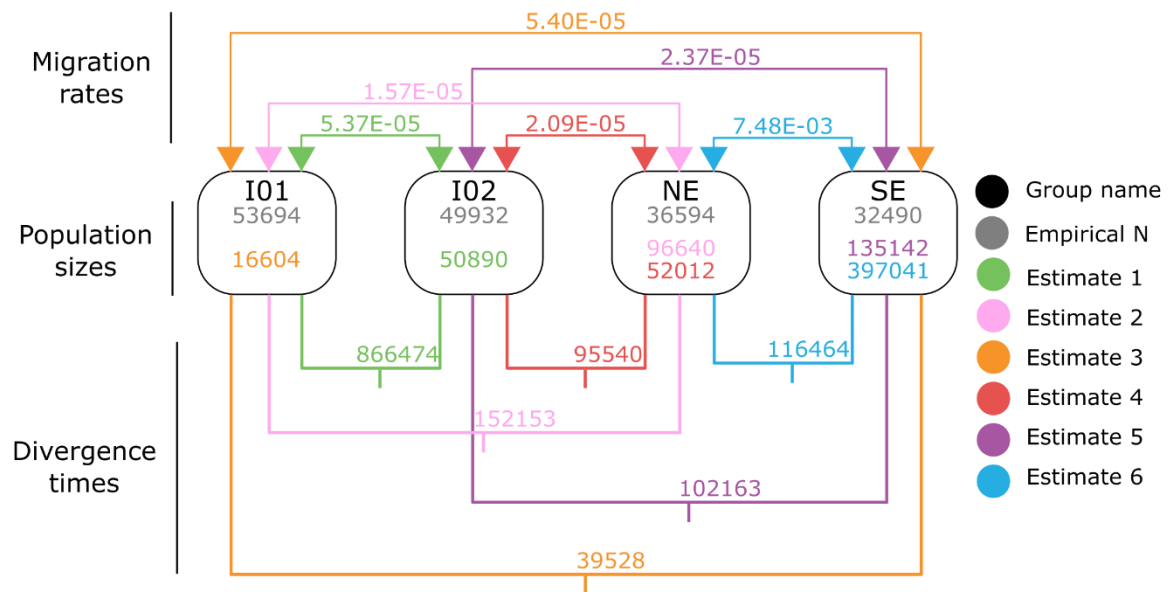 Migration
rates
5.40E-05
2.37E-05
1.57E-05
5.37E-05
2.09E-05
7.48E-03
Population
sizes
I01
53694
16604
I02
49932
50890
NE
36594
96640
52012
SE
32490
135142
397041
Divergence
times
866474
95540
116464
152153
102163
39528
Group name
Empirical N
Estimate 1
Estimate 2
Estimate 3
Estimate 4
Estimate 5
Estimate 6